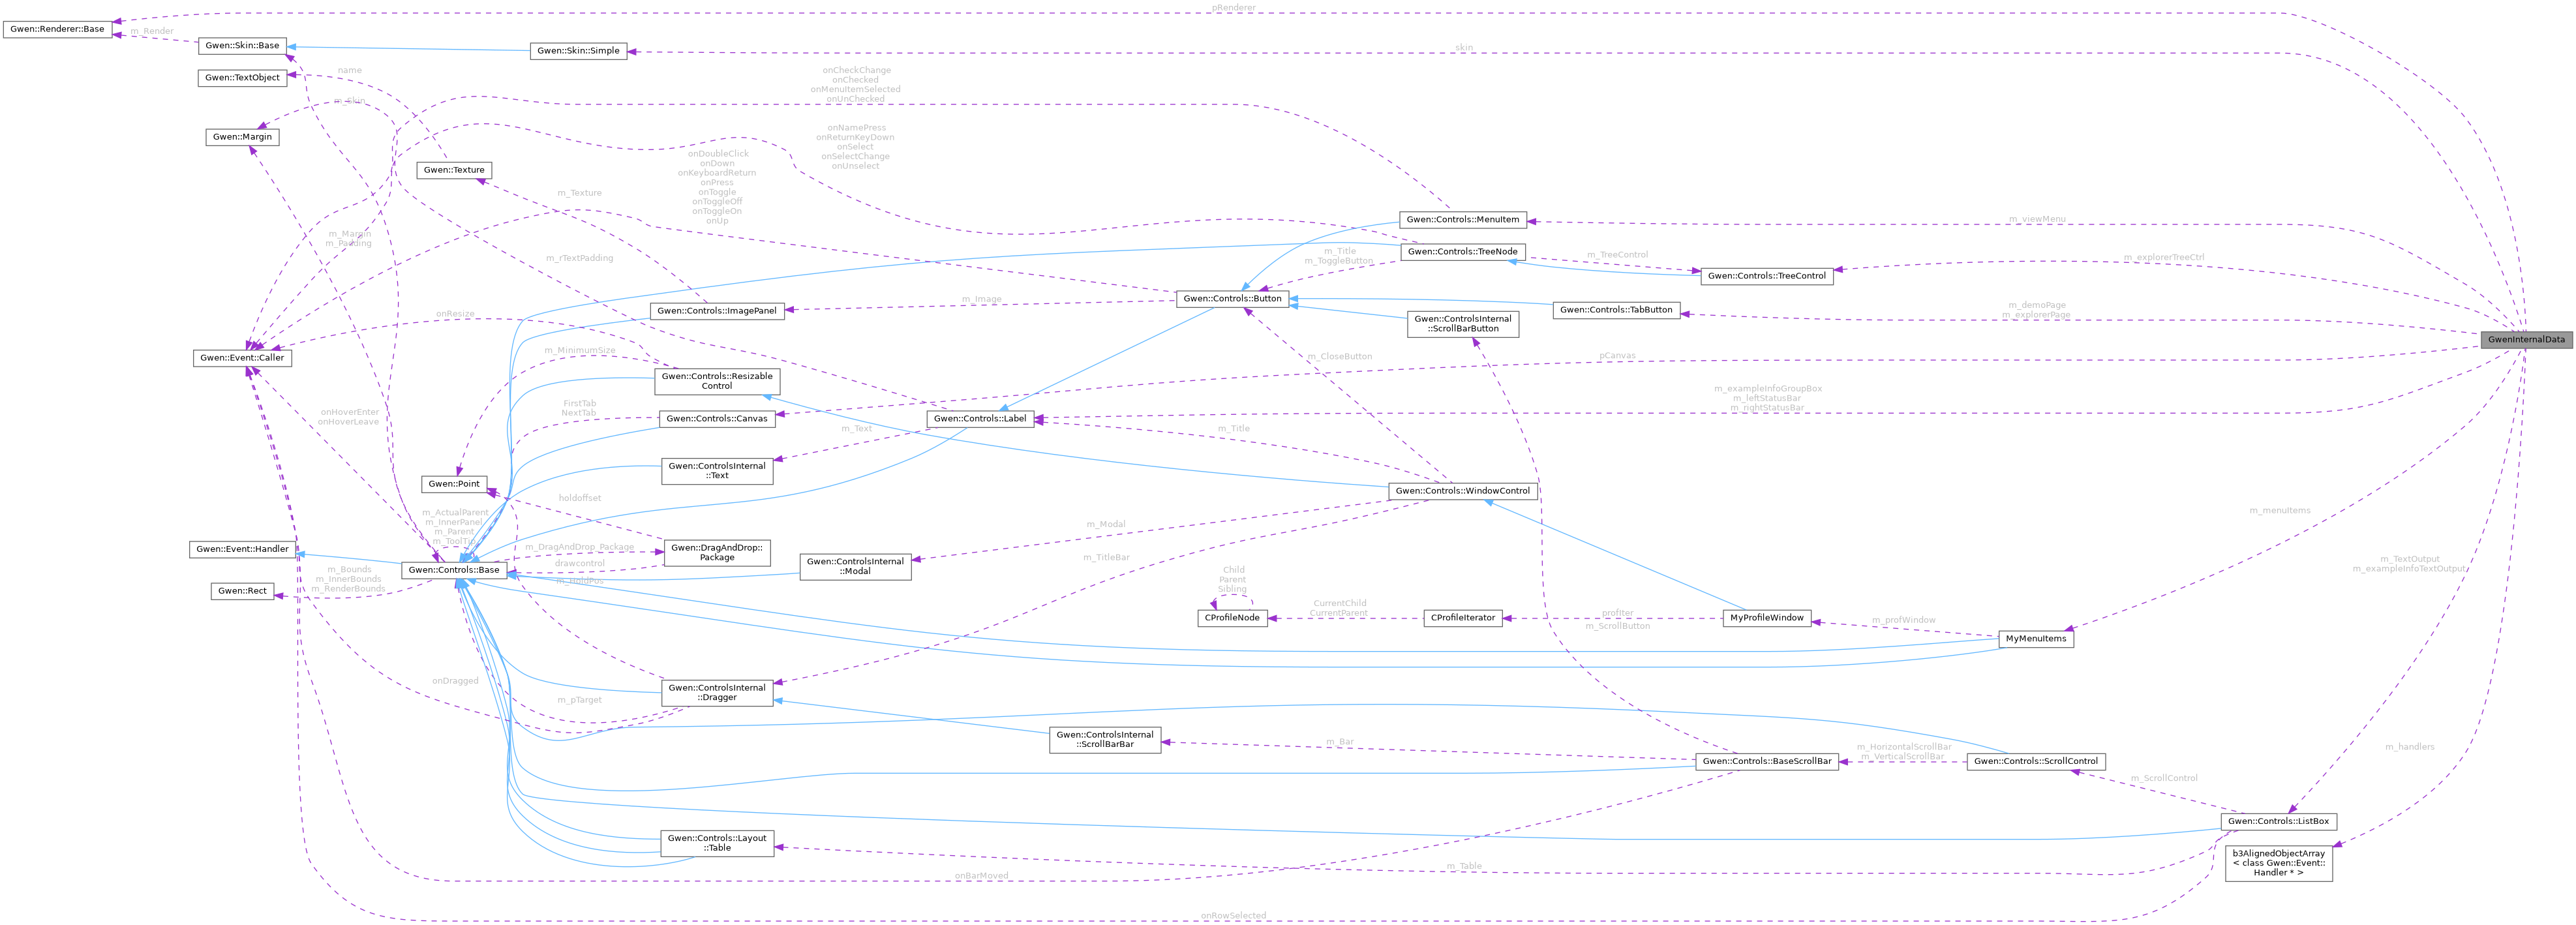 pRenderer
Gwen::Renderer::Base
m_Render
Gwen::Skin::Base
Gwen::Skin::Simple
skin
Gwen::TextObject
name
onCheckChange
onChecked
onMenuItemSelected
onUnChecked
m_Skin
Gwen::Margin
onNamePress
onReturnKeyDown
onSelect
onSelectChange
onUnselect
onDoubleClick
onDown
onKeyboardReturn
onPress
onToggle
onToggleOff
onToggleOn
onUp
Gwen::Texture
m_Texture
Gwen::Controls::MenuItem
m_viewMenu
m_Margin
m_Padding
m_rTextPadding
m_Title
m_ToggleButton
Gwen::Controls::TreeNode
m_TreeControl
Gwen::Controls::TreeControl
m_explorerTreeCtrl
Gwen::Controls::ImagePanel
m_Image
Gwen::Controls::Button
Gwen::Controls::TabButton
m_demoPage
m_explorerPage
onResize
Gwen::ControlsInternal
::ScrollBarButton
GwenInternalData
Gwen::Event::Caller
m_MinimumSize
m_CloseButton
pCanvas
Gwen::Controls::Resizable
Control
m_exampleInfoGroupBox
m_leftStatusBar
m_rightStatusBar
onHoverEnter
onHoverLeave
FirstTab
NextTab
Gwen::Controls::Canvas
Gwen::Controls::Label
m_Text
m_Title
Gwen::ControlsInternal
::Text
Gwen::Point
holdoffset
Gwen::Controls::WindowControl
m_ActualParent
m_InnerPanel
m_Parent
m_ToolTip
m_Modal
m_menuItems
Gwen::Event::Handler
m_DragAndDrop_Package
Gwen::DragAndDrop::
Package
drawcontrol
m_TitleBar
m_TextOutput
m_exampleInfoTextOutput
Gwen::Controls::Base
m_HoldPos
Gwen::ControlsInternal
::Modal
m_Bounds
m_InnerBounds
m_RenderBounds
Gwen::Rect
Child
Parent
Sibling
CProfileNode
CurrentChild
CurrentParent
CProfileIterator
profIter
m_ScrollButton
MyProfileWindow
m_profWindow
MyMenuItems
onDragged
m_pTarget
Gwen::ControlsInternal
::Dragger
Gwen::ControlsInternal
::ScrollBarBar
m_Bar
Gwen::Controls::BaseScrollBar
m_HorizontalScrollBar
m_VerticalScrollBar
Gwen::Controls::ScrollControl
m_handlers
m_ScrollControl
Gwen::Controls::ListBox
Gwen::Controls::Layout
::Table
m_Table
b3AlignedObjectArray
< class Gwen::Event::
Handler * >
onBarMoved
onRowSelected